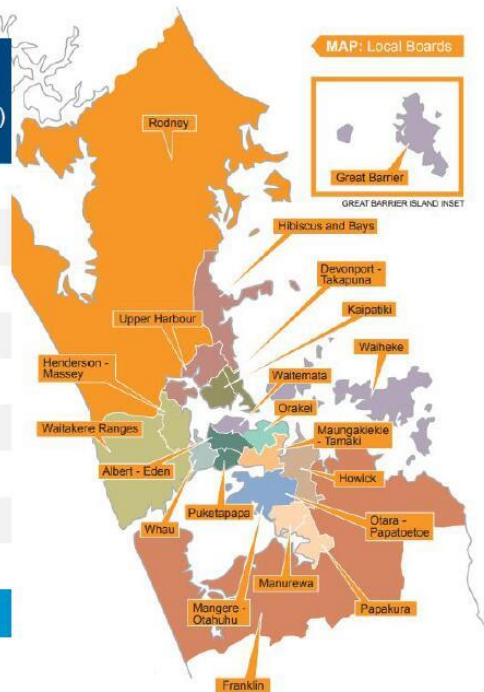 )
MAP: Local Boards
Rodney
Great Barrier
GREAT BARRIER ISLAND INSET
Hibiscus and Bays
Devonport -
Takapuna
Kaipatiki
Upper Harbour
Waiheke
Henderson -
Massey
Waitemata
Orakei
Waitakere Ranges
Maungakiekie
- Tamaki
Albert - Eden
Howick
Puketapapa
Whau
Otara -
Papatoetoe
Manurewa
Mangere -
Otahuhu
Papakura
Franklin